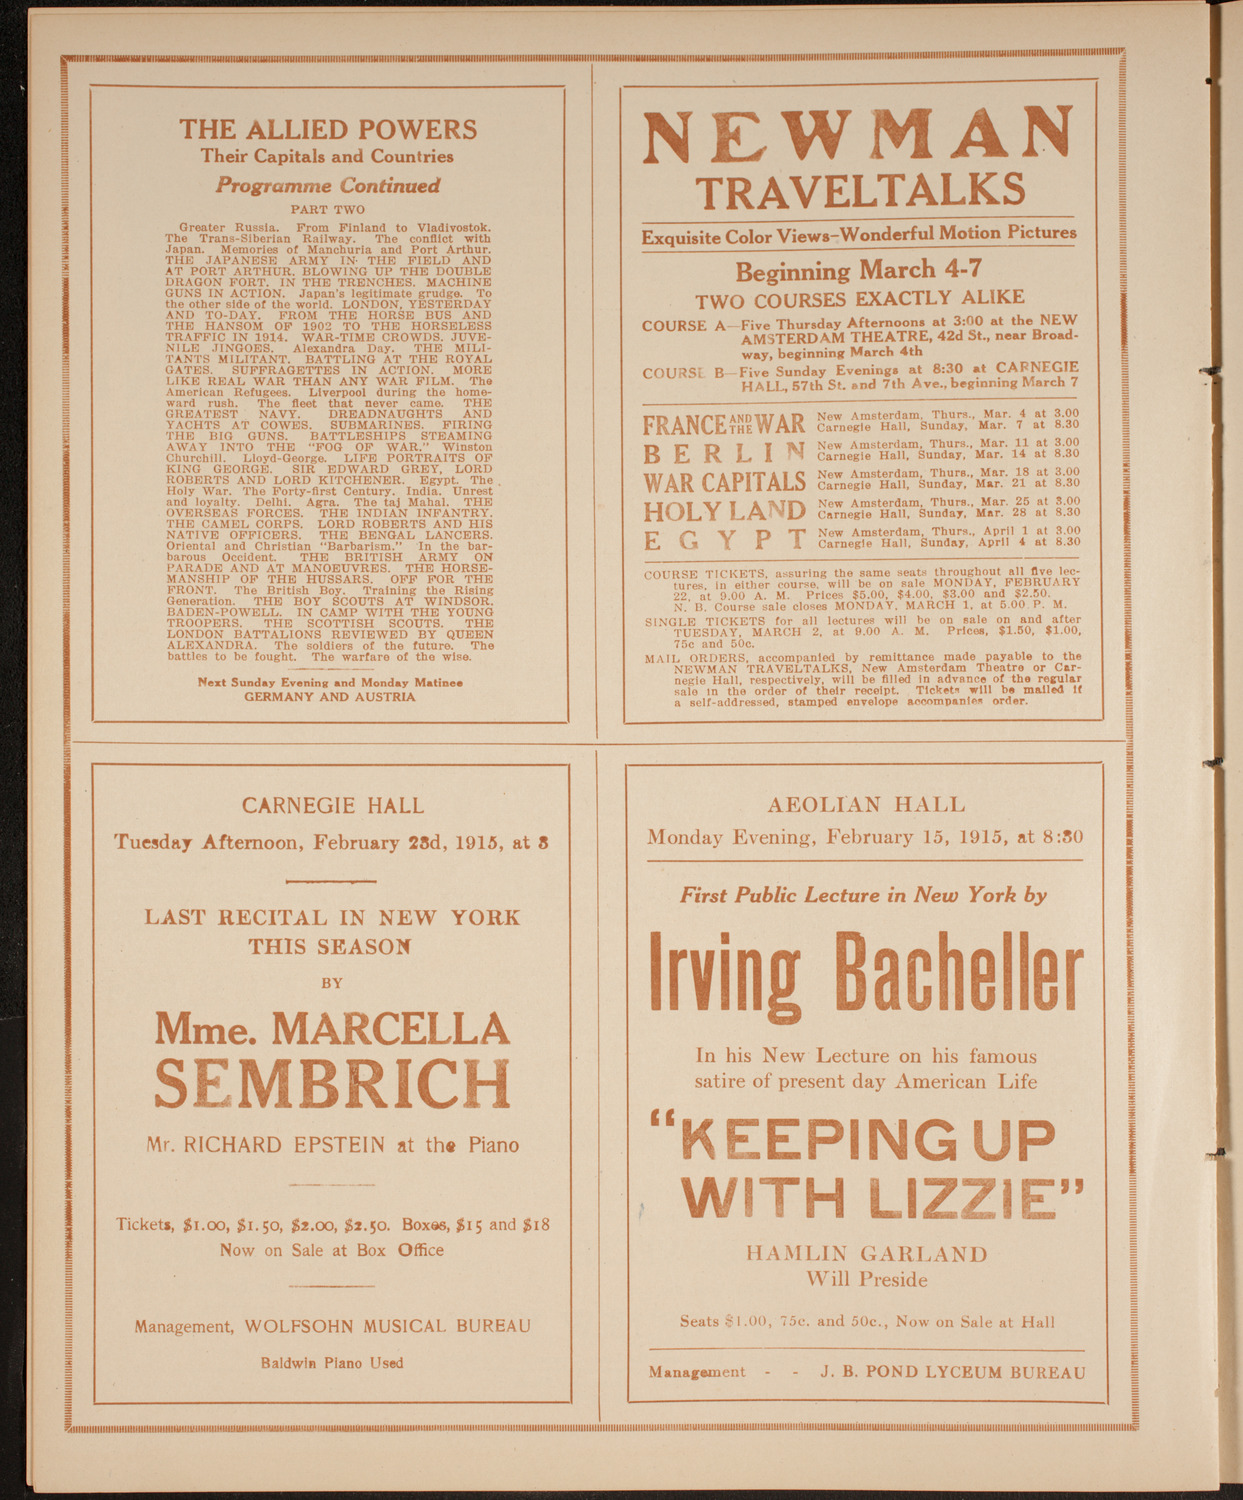 THE ALLIED POWERS
Their Capitals and Countries
Programme Continued
PART TWO
Greater Russia. From Finland to Vladivostok.
The Trans-Siberian Railway. The conflict with
Japan. Memories of Manchuria and Port Arthur.
THE JAPANESE ARMY IN THE FIELD AND
AT PORT ARTHUR. BLOWING UP THE DOUBLE
DRAGON FORT. IN THE TRENCHES. MACHINE
GUNS IN ACTION. Japan's legitimate grudge. To
the other side of the world. LONDON, YESTERDAY
AND TO-DAY. FROM THE HORSE BUS AND
THE HANSOM OF 1902 TO THE HORSELESS
TRAFFIC IN 1914. WAR-TIME CROWDS. JUVE-
NILE JINGOES. Alexandra Day. THE MILI-
TANTS MILITANT. BATTLING AT THE ROYAL
GATES. SUFFRAGETTES IN ACTION. MORE
LIKE REAL WAR THAN ANY WAR FILM. The
American Refugees. Liverpool during the home-
ward rush. The fleet that never came. THE
GREATEST NAVY. DREADNAUGHTS AND
YACHTS AT COWES. SUBMARINES. FIRING
THE BIG GUNS. BATTLESHIPS STEAMING
AWAY INTO THE "FOG OF WAR." Winston
Churchill. Lloyd-George. LIFE PORTRAITS OF
KING GEORGE. SIR EDWARD GREY, LORD
ROBERTS AND LORD KITCHENER. Egypt. The
Holy War. The Forty-first Century. India. Unrest
and loyalty. Delhi. Agra. The taj Mahal. THE
OVERSEAS FORCES. THE INDIAN INFANTRY.
THE CAMEL CORPS. LORD ROBERTS AND HIS
NATIVE OFFICERS. THE BENGAL LANCERS.
Oriental and Christian "Barbarism." In the bar-
barous Occident. THE BRITISH ARMY ON
PARADE AND AT MANOEUVRES. THE HORSE-
MANSHIP OF THE HUSSARS. OFF FOR THE
FRONT. The British Boy. Training the Rising
Generation. THE BOY SCOUTS AT WINDSOR.
BADEN-POWELL. IN CAMP WITH THE YOUNG
TROOPERS. THE SCOTTISH SCOUTS. THE
LONDON BATTALIONS REVIEWED BY QUEEN
ALEXANDRA. The soldiers of the future. The
battles to be fought. The warfare of the wise.
Next Sunday Evening and Monday Matinee
GERMANY AND AUSTRIA
NEWMAN
TRAVELTALKS
Exquisite Color Views-Wonderful Motion Pictures
Beginning March 4-7
TWO COURSES EXACTLY ALIKE
COURSE A—Five Thursday Afternoons at 3:00 at the NEW
AMSTERDAM THEATRE, 42d St., near Broad-
way, beginning March 4th
COURSE B—Five Sunday Evenings at 8:30 at CARNEGIE
HALL, 57th St. and 7th Ave., beginning March 7
FRANCE AND THE WAR New Amsterdam, Thurs., Mar. 4 at 3.00
Carnegie Hall, Sunday, Mar. 7 at 8.30
BERLIN New Amsterdam, Thurs., Mar. 11 at 3.00
Carnegie Hall, Sunday, Mar. 14 at 8.30
WAR CAPITALS New Amsterdam, Thurs., Mar. 18 at 3.00
Carnegie Hall, Sunday, Mar. 21 at 8.30
HOLY LAND New Amsterdam, Thurs., Mar. 25 at 3.00
Carnegie Hall, Sunday, Mar. 28 at 8.30
EGYPT New Amsterdam, Thurs., April 1 at 3.00
Carnegie Hall, Sunday, April 4 at 8.30
COURSE TICKETS, assuring the same seats throughout all five lec-
tures, in either course, will be on sale MONDAY, FEBRUARY
22, at 9.00 A. M. Prices $5.00, $4.00, $3.00 and $2.50.
N. B. Course sale closes MONDAY, MARCH 1, at 5.00 P. M.
SINGLE TICKETS for all lectures will be on sale on and after
TUESDAY, MARCH 2, at 9.00 A. M. Prices, $1.50, $1.00,
75c and 50c.
MAIL ORDERS, accompanied by remittance made payable to the
NEWMAN TRAVELTALKS, New Amsterdam Theatre or Car-
negie Hall, respectively, will be filled in advance of the regular
sale in the order of their receipt. Tickets will be mailed if
a self-addressed, stamped envelope accompanies order.
CARNEGIE HALL
Tuesday Afternoon, February 23d, 1915, at 3
LAST RECITAL IN NEW YORK
THIS SEASON
BY
Mme. MARCELLA
SEMBRICH
Mr. RICHARD EPSTEIN at the Piano
Tickets, $1.00, $1.50, $2.00, $2.50. Boxes, $15 and $18
Now on Sale at Box Office
Management, WOLFSOHN MUSICAL BUREAU
Baldwin Piano Used
AEOLIAN HALL
Monday Evening, February 15, 1915, at 8:30
First Public Lecture in New York by
Irving Bacheller
In his New Lecture on his famous
satire of present day American Life
"KEEPING UP
WITH LIZZIE"
HAMLIN GARLAND
Will Preside
Seats $1.00, 75c. and 50c., Now on Sale at Hall
Management - - J. B. POND LYCEUM BUREAU